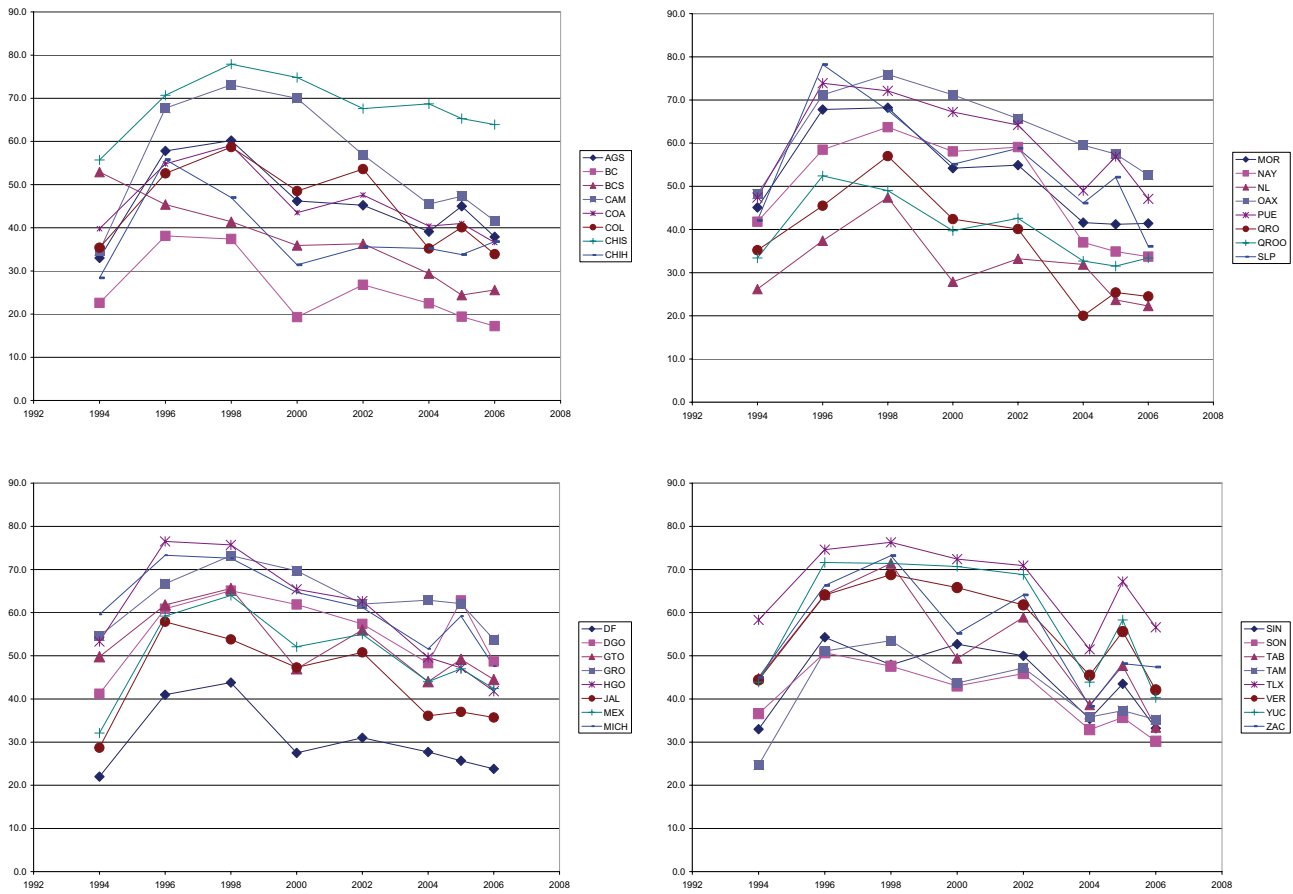 90.0
80.0
70.0
60.0
50.0
40.0
30.0
20.0
10.0
0.0
1992 1994 1996 1998 2000 2002 2004 2006 2008
AGS
BC
BCS
CAM
COA
COL
CHIS
CHIH
90.0
80.0
70.0
60.0
50.0
40.0
30.0
20.0
10.0
0.0
1992 1994 1996 1998 2000 2002 2004 2006 2008
MOR
NAY
NL
OAX
PUE
QRO
QROO
SLP
90.0
80.0
70.0
60.0
50.0
40.0
30.0
20.0
10.0
0.0
1992 1994 1996 1998 2000 2002 2004 2006 2008
DF
DGO
GTO
GRO
HGO
JAL
MEX
MICH
90.0
80.0
70.0
60.0
50.0
40.0
30.0
20.0
10.0
0.0
1992 1994 1996 1998 2000 2002 2004 2006 2008
SIN
SON
TAB
TAM
TLX
VER
YUC
ZAC